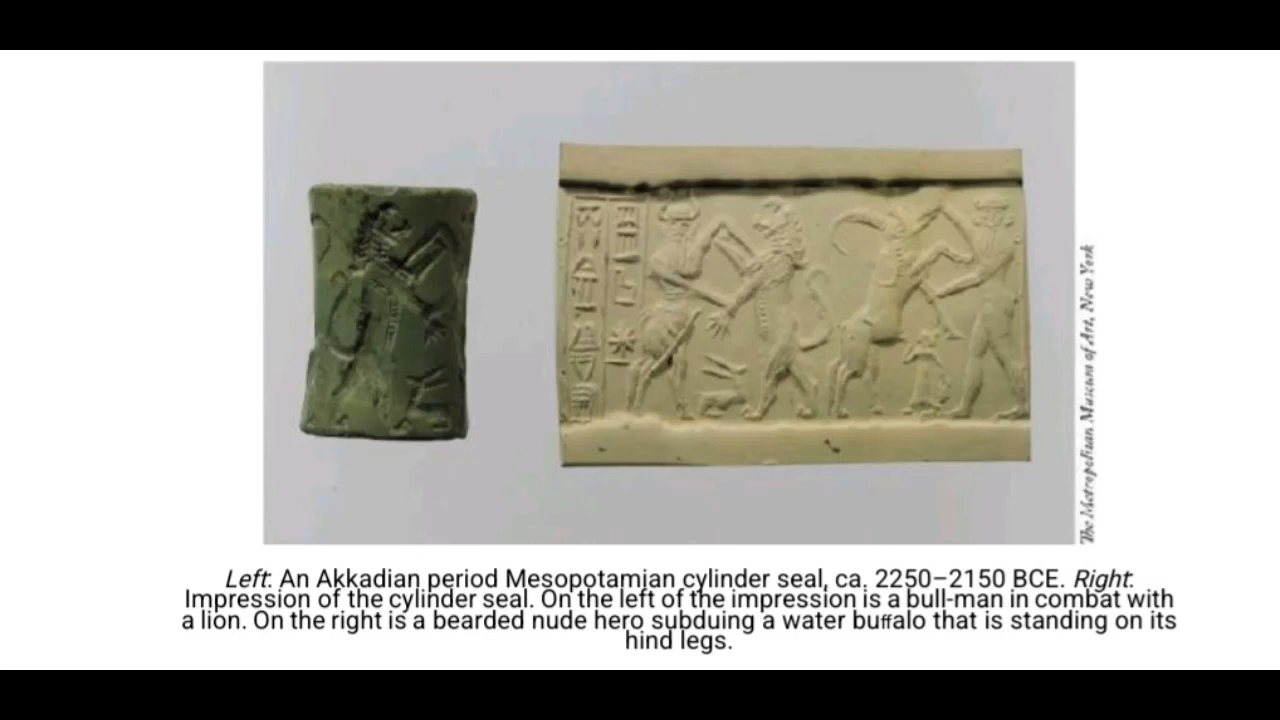 The Metropolitan Museum of Art, New York
Left: An Akkadian period Mesopotamian cylinder seal, ca. 2250–2150 BCE. Right:
Impression of the cylinder seal. On the left of the impression is a bull-man in combat with
a lion. On the right is a bearded nude hero subduing a water buffalo that is standing on its
hind legs.